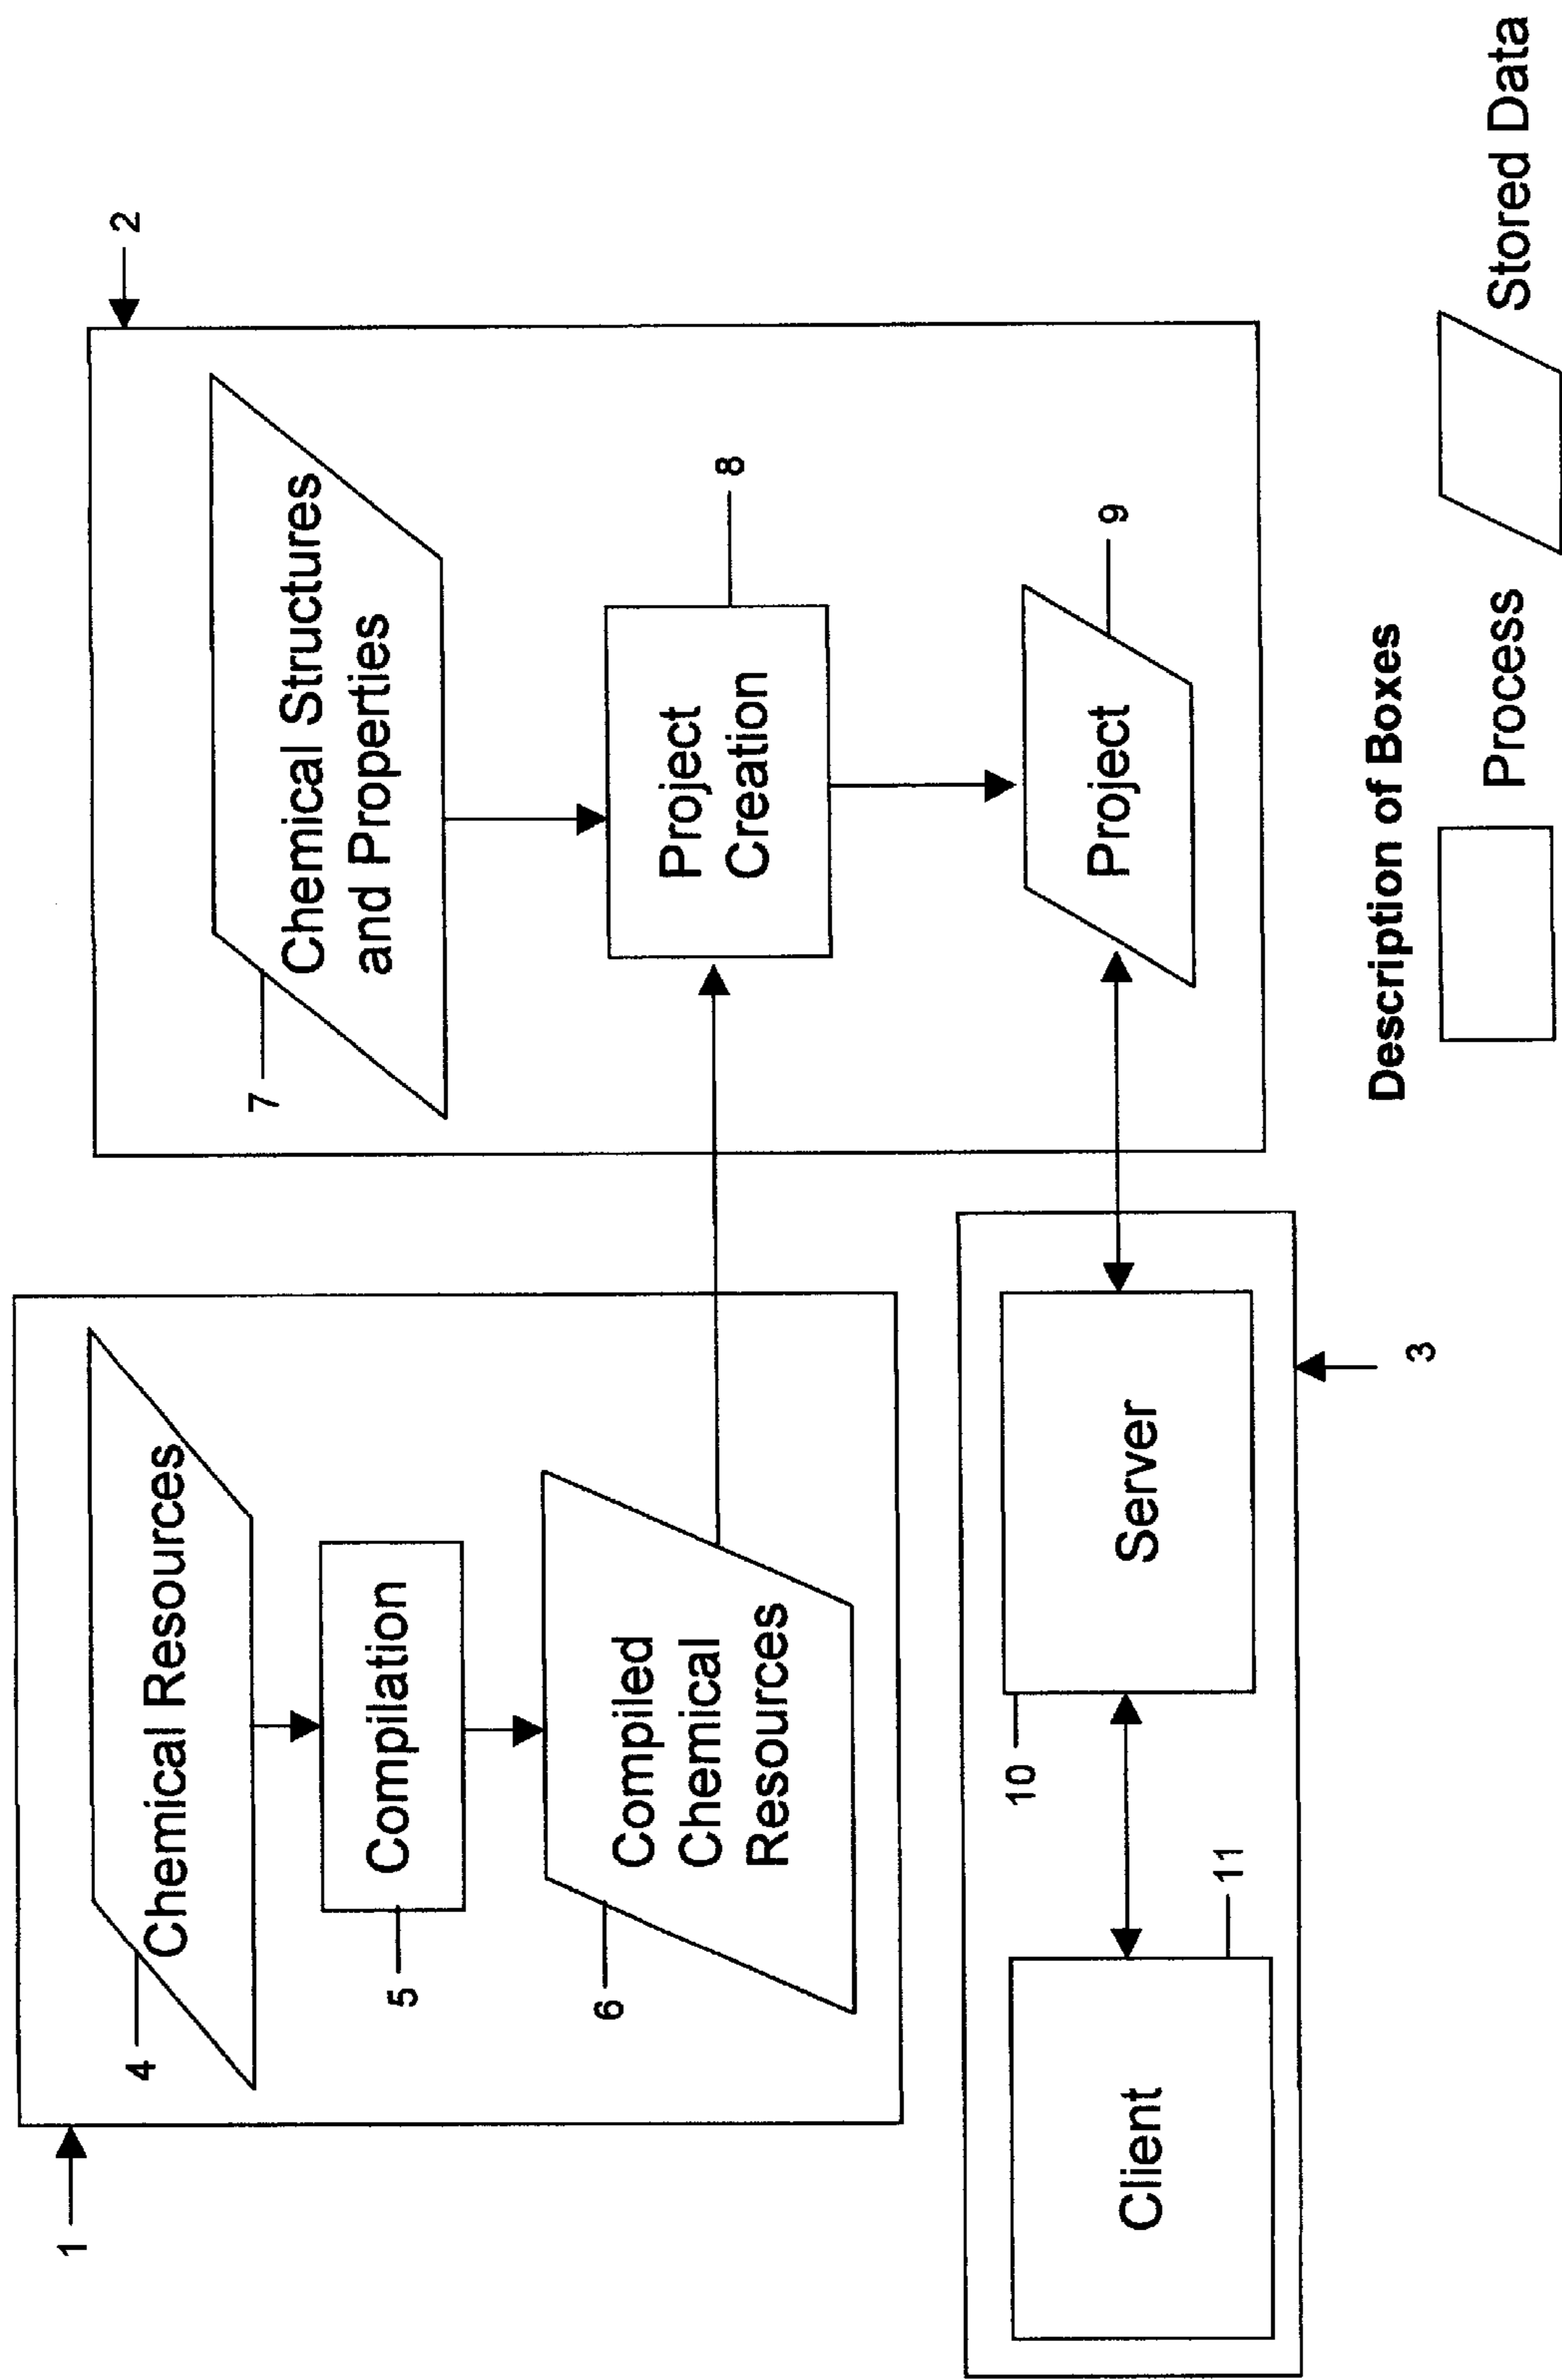 1
4
Chemical Resources
5
Compilation
6
Compiled
Chemical
Resources
2
7
Chemical Structures
and Properties
8
Project
Creation
9
Project
10
Server
11
Client
3
Description of Boxes
Process
Stored Data